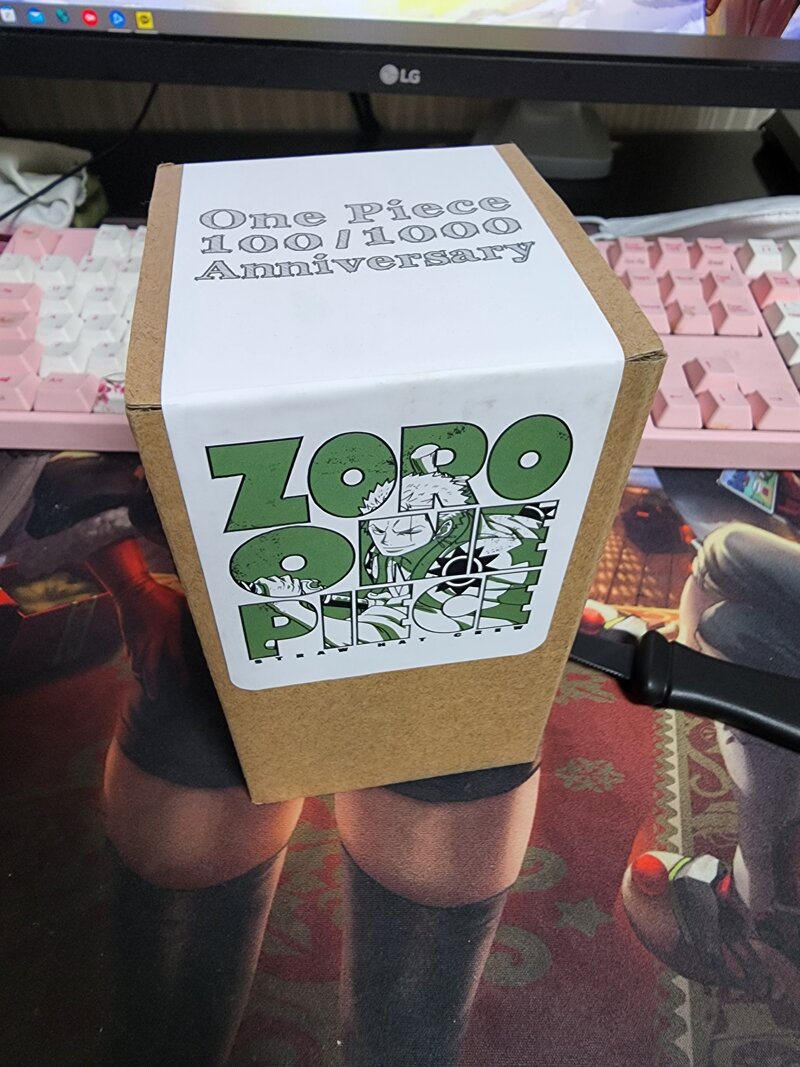 LG
One Piece
100/1000
Anniversary
ZORO
ONE
PIECE
STRAW HAT CREW